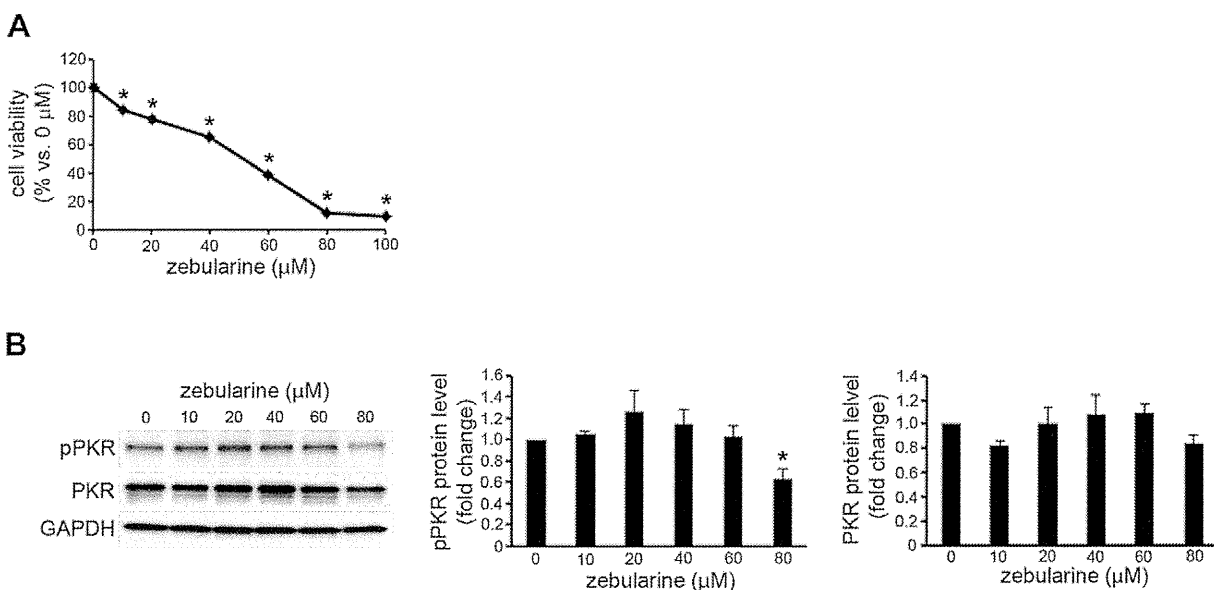 A
120
100
80
60
40
20
0
cell viability
(% vs. 0 µM)
* * * * * *
0 20 40 60 80 100
zebularine (µM)
B
zebularine (µM)
0 10 20 40 60 80
pPKR
PKR
GAPDH
pPKR protein level
(fold change)
1.6
1.4
1.2
1.0
0.8
0.6
0.4
0.2
0
*
0 10 20 40 60 80
zebularine (µM)
PKR protein lelvel
(fold change)
1.4
1.2
1.0
0.8
0.6
0.4
0.2
0
0 10 20 40 60 80
zebularine (µM)